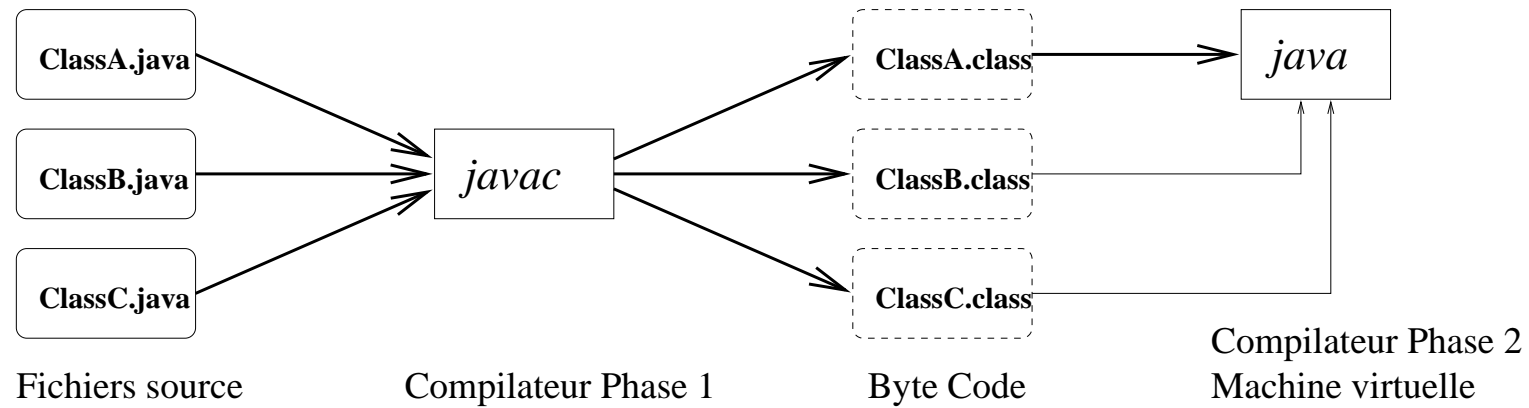 ClassA.java
ClassB.java
ClassC.java
Fichiers source
javac
Compilateur Phase 1
ClassA.class
ClassB.class
ClassC.class
Byte Code
java
Compilateur Phase 2
Machine virtuelle